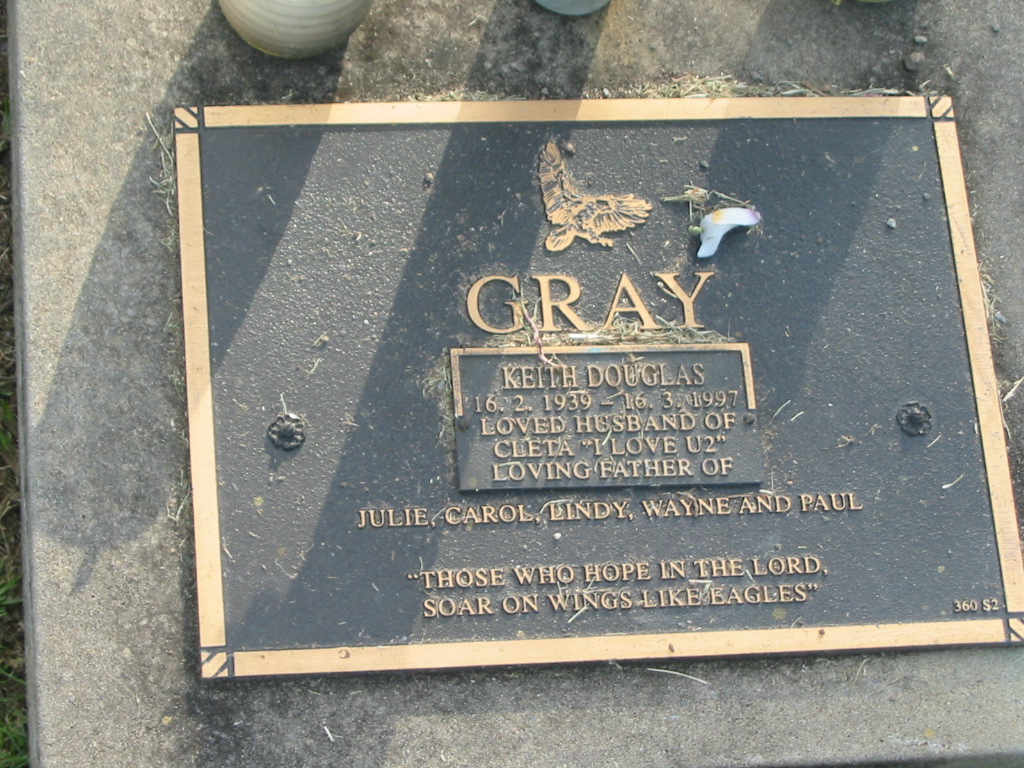 GRAY
KEITH DOUGLAS
16. 2. 1939 - 16. 3. 1997
LOVED HUSBAND OF
CLETA "I LOVE U2"
LOVING FATHER OF
JULIE, CAROL, LINDY, WAYNE AND PAUL
"THOSE WHO HOPE IN THE LORD,
SOAR ON WINGS LIKE EAGLES"
360 S2